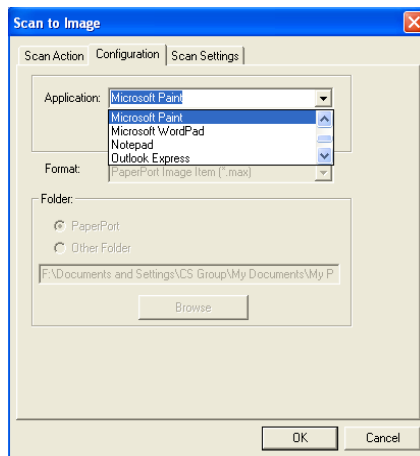 Scan to Image
Scan Action Configuration Scan Settings
Application: Microsoft Paint
Microsoft Paint
Microsoft WordPad
Notepad
Outlook Express
Format: PaperPort Image Item (*.max)
Folder:
PaperPort
Other Folder
F:\Documents and Settings\CS Group\My Documents\My P
Browse
OK Cancel